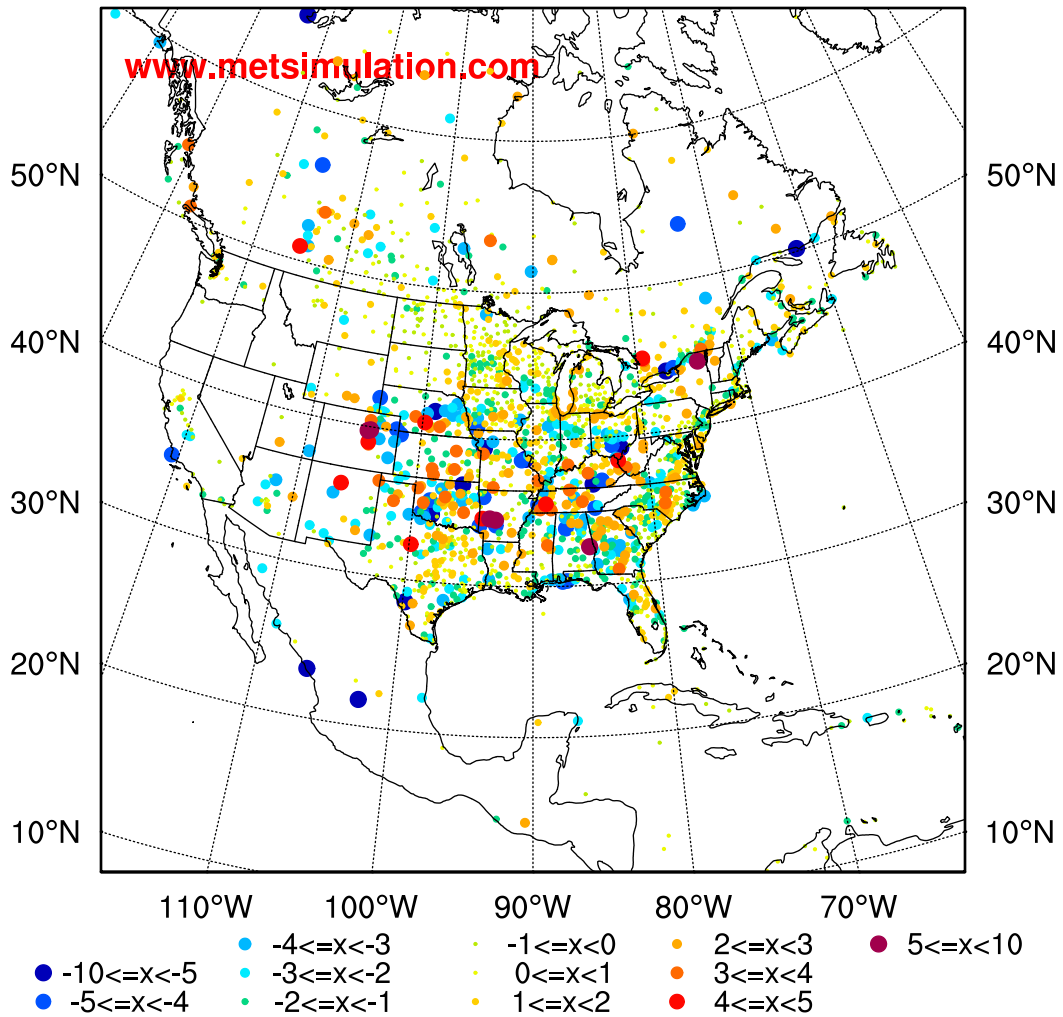 www.metsimulation.com
50°N 50°N
40°N 40°N
30°N 30°N
20°N 20°N
10°N 10°N
110°W 100°W 90°W 80°W 70°W
-4<=x<-3 -1<=x<0 2<=x<3 5<=x<10
-10<=x<-5 -3<=x<-2 0<=x<1 3<=x<4
-5<=x<-4 -2<=x<-1 1<=x<2 4<=x<5